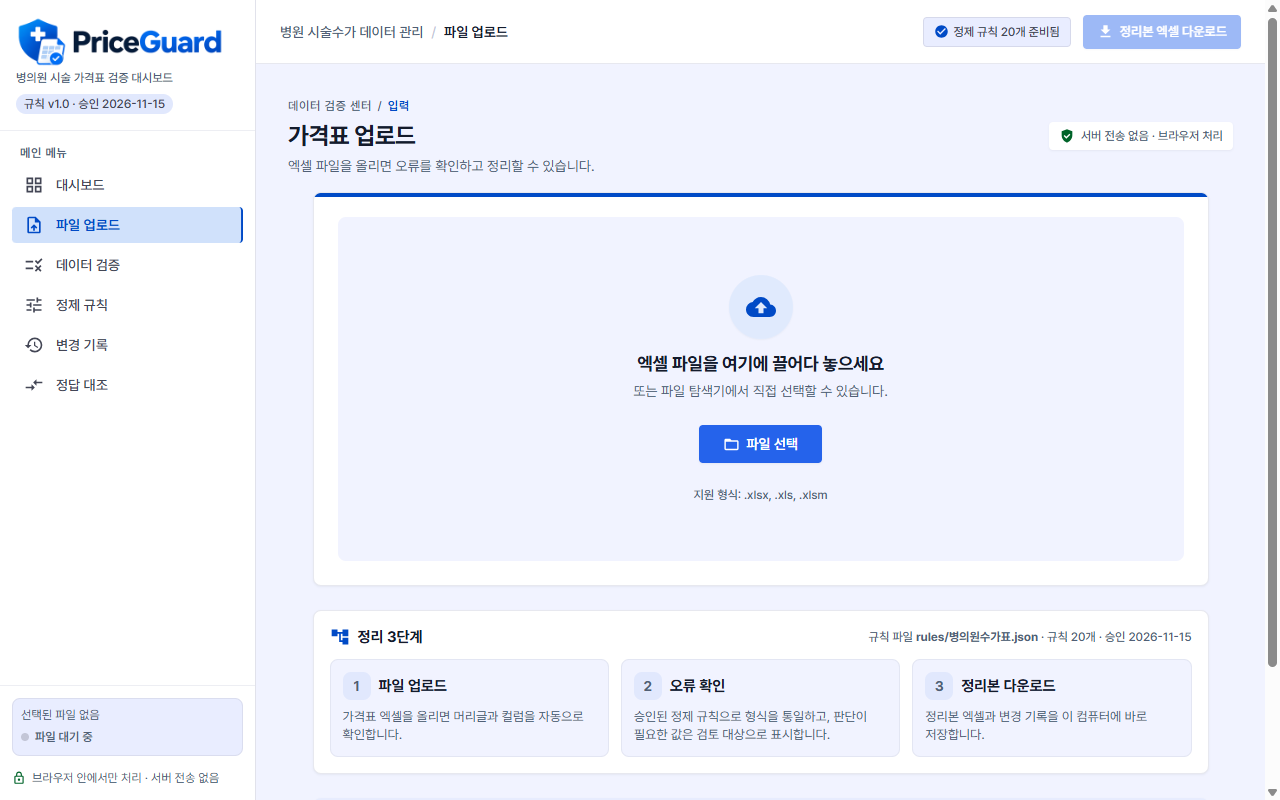 PriceGuard
병의원 시술 가격표 검증 대시보드
규칙 v1.0 · 승인 2026-11-15
메인 메뉴
대시보드
파일 업로드
데이터 검증
정제 규칙
변경 기록
정답 대조
선택된 파일 없음
파일 대기 중
브라우저 안에서만 처리 · 서버 전송 없음
병원 시술수가 데이터 관리 / 파일 업로드
정제 규칙 20개 준비됨
정리본 엑셀 다운로드
데이터 검증 센터 / 입력
가격표 업로드
엑셀 파일을 올리면 오류를 확인하고 정리할 수 있습니다.
서버 전송 없음 · 브라우저 처리
엑셀 파일을 여기에 끌어다 놓으세요
또는 파일 탐색기에서 직접 선택할 수 있습니다.
파일 선택
지원 형식: .xlsx, .xls, .xlsm
정리 3단계
규칙 파일 rules/병의원수가표.json · 규칙 20개 · 승인 2026-11-15
1 파일 업로드
가격표 엑셀을 올리면 머리글과 컬럼을 자동으로
확인합니다.
2 오류 확인
승인된 정제 규칙으로 형식을 통일하고, 판단이
필요한 값은 검토 대상으로 표시합니다.
3 정리본 다운로드
정리본 엑셀과 변경 기록을 이 컴퓨터에 바로
저장합니다.